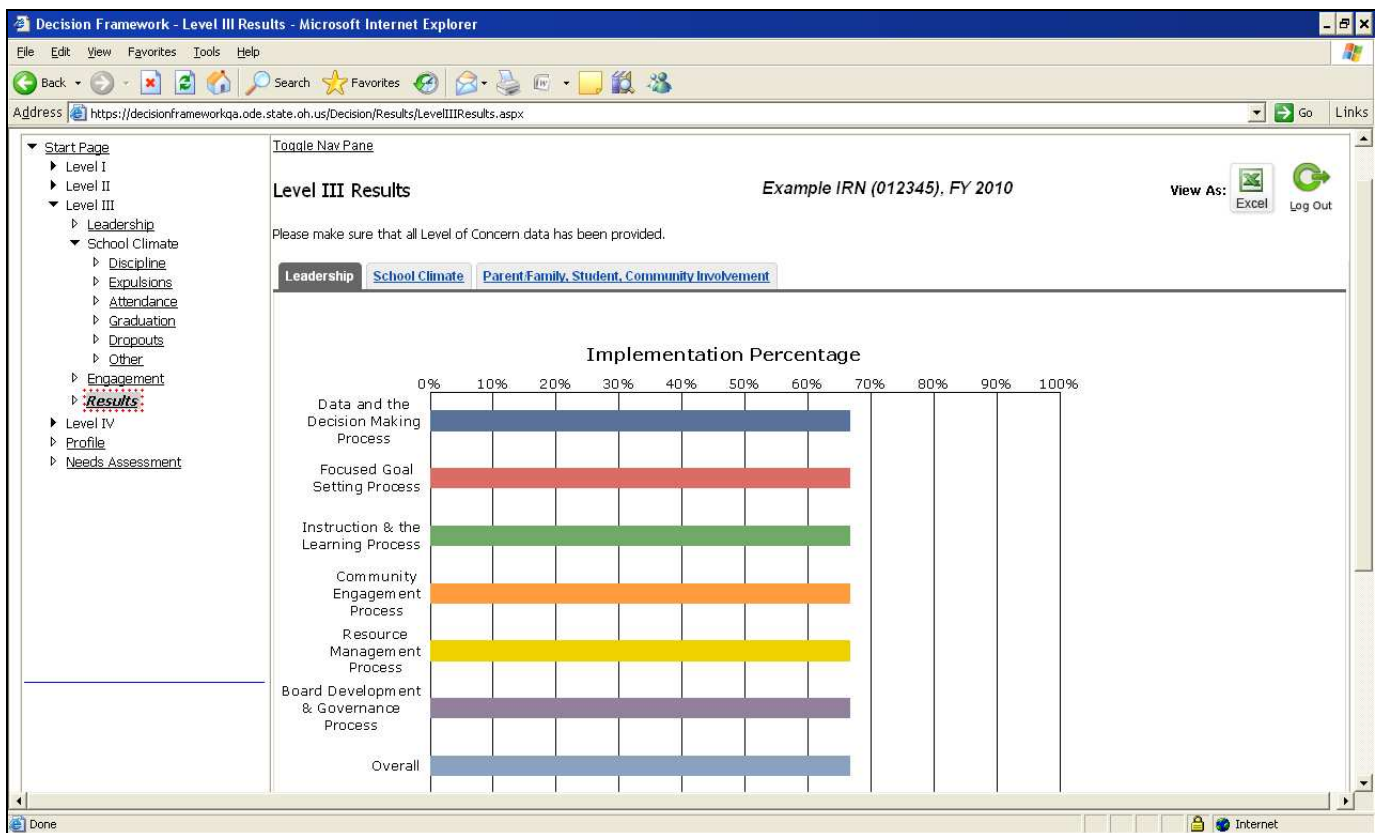 Decision Framework - Level III Results - Microsoft Internet Explorer
File Edit View Favorites Tools Help
Back Search Favorites
Address https://decisionframeworkqa.ode.state.oh.us/Decision/Results/LevelIIIResults.aspx Go Links
Start Page
Level I
Level II
Level III
Leadership
School Climate
Discipline
Expulsions
Attendance
Graduation
Dropouts
Other
Engagement
Results
Level IV
Profile
Needs Assessment
Toggle Nav Pane
Level III Results Example IRN (012345), FY 2010 View As: Excel Log Out
Please make sure that all Level of Concern data has been provided.
Leadership School Climate Parent/Family, Student, Community Involvement
Implementation Percentage
0% 10% 20% 30% 40% 50% 60% 70% 80% 90% 100%
Data and the
Decision Making
Process
Focused Goal
Setting Process
Instruction & the
Learning Process
Community
Engagement
Process
Resource
Management
Process
Board Development
& Governance
Process
Overall
Done Internet